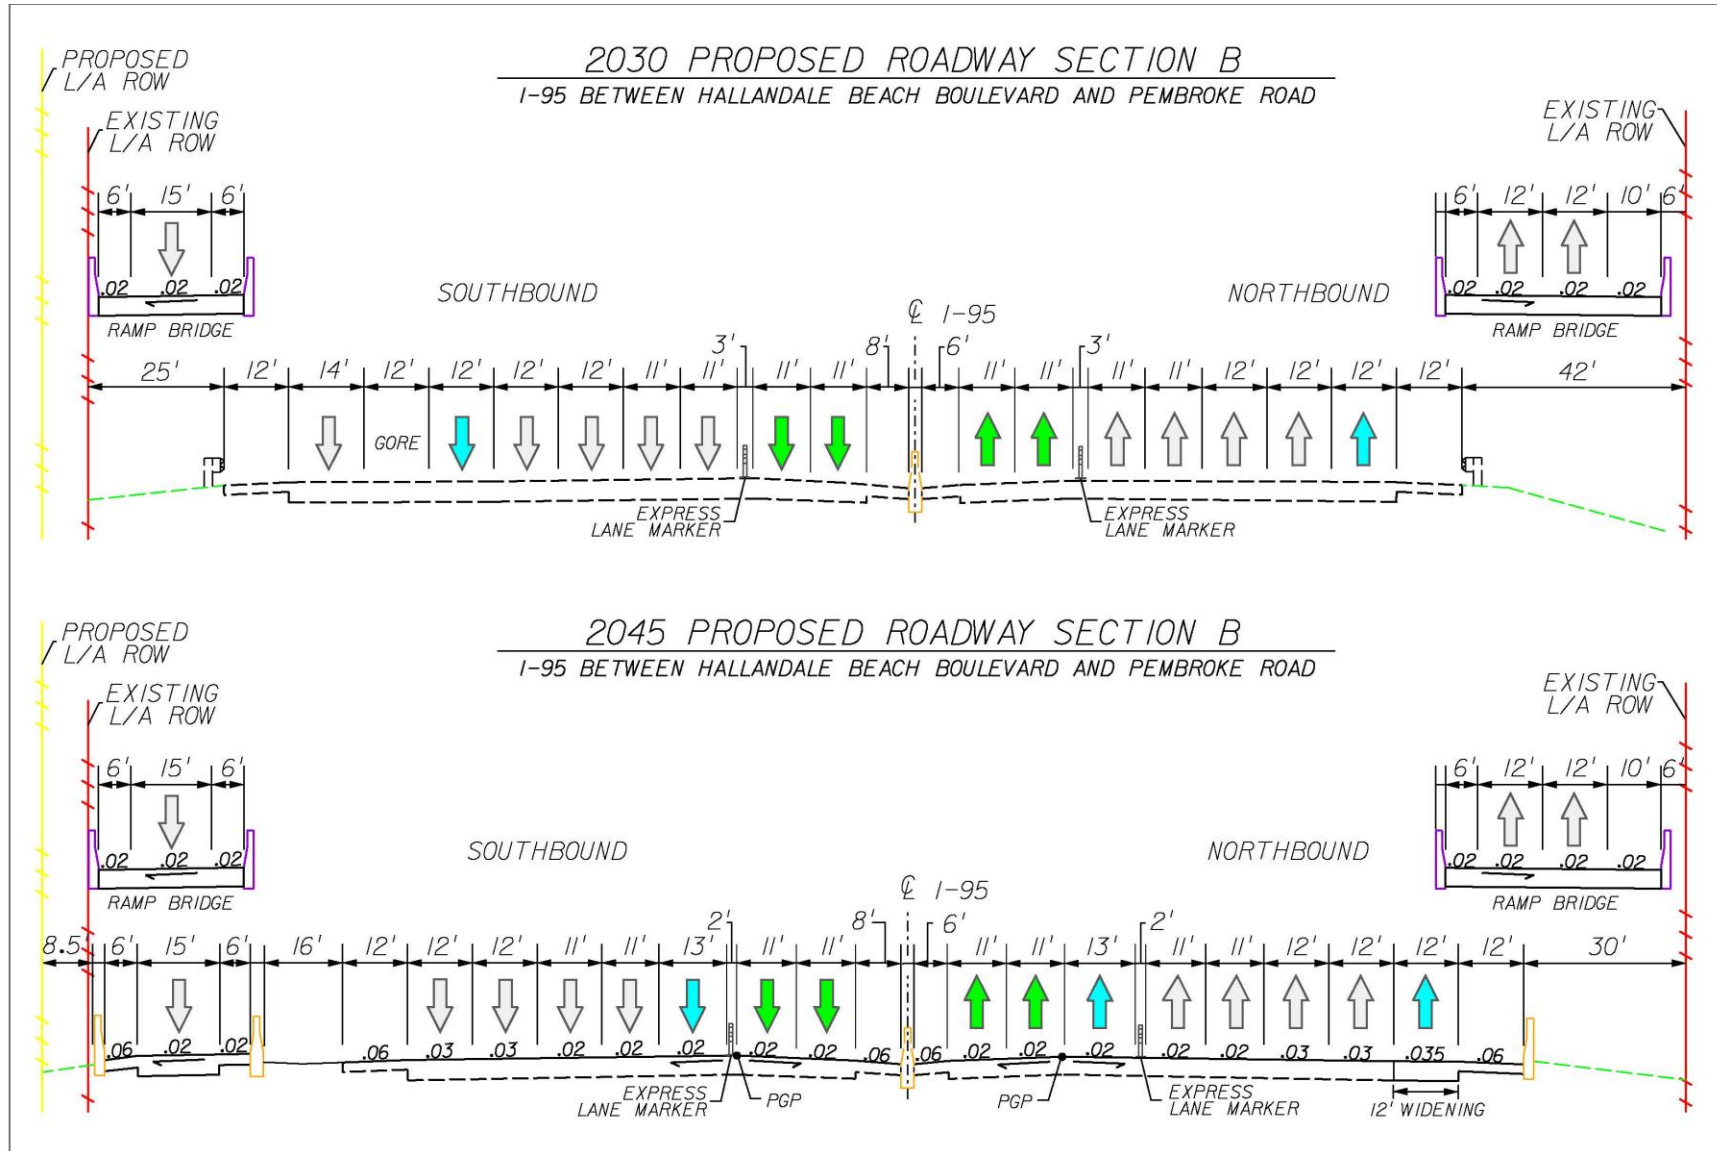 2030 PROPOSED ROADWAY SECTION B
I-95 BETWEEN HALLANDALE BEACH BOULEVARD AND PEMBROKE ROAD
PROPOSED
L/A ROW
EXISTING
L/A ROW
EXISTING
L/A ROW
6' 15' 6'
6' 12' 12' 10' 6'
.02 .02 .02
RAMP BRIDGE
SOUTHBOUND
NORTHBOUND
.02 .02 .02 .02
RAMP BRIDGE
℄ I-95
3' 8' 6' 3'
25' 12' 14' 12' 12' 12' 12' 11' 11' 11' 11' 11' 11' 11' 11' 12' 12' 12' 12' 42'
GORE
EXPRESS
LANE MARKER
EXPRESS
LANE MARKER
2045 PROPOSED ROADWAY SECTION B
I-95 BETWEEN HALLANDALE BEACH BOULEVARD AND PEMBROKE ROAD
PROPOSED
L/A ROW
EXISTING
L/A ROW
EXISTING
L/A ROW
6' 15' 6'
6' 12' 12' 10' 6'
.02 .02 .02
RAMP BRIDGE
SOUTHBOUND
NORTHBOUND
.02 .02 .02 .02
RAMP BRIDGE
℄ I-95
2' 8' 6' 2'
8.5' 6' 15' 6' 16' 12' 12' 12' 11' 11' 13' 11' 11' 11' 11' 13' 11' 11' 12' 12' 12' 12' 30'
.06 .02 .02 .06 .03 .03 .02 .02 .02 .02 .02 .06 .06 .02 .02 .02 .02 .02 .03 .03 .035 .06
EXPRESS
LANE MARKER
PGP
PGP
EXPRESS
LANE MARKER
12' WIDENING